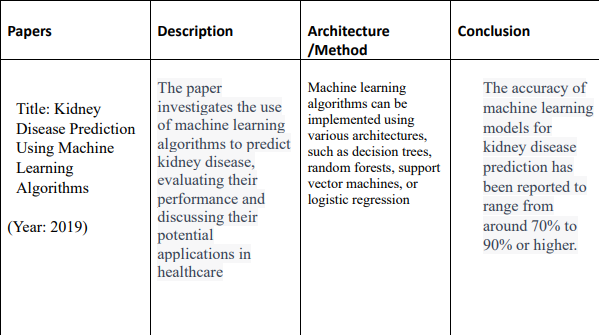 Papers
Description
Architecture
/Method
Conclusion
Title: Kidney
Disease Prediction
Using Machine
Learning
Algorithms
(Year: 2019)
The paper
investigates the use
of machine learning
algorithms to predict
kidney disease,
evaluating their
performance and
discussing their
potential
applications in
healthcare
Machine learning
algorithms can be
implemented using
various architectures,
such as decision trees,
random forests, support
vector machines, or
logistic regression
The accuracy of
machine learning
models for
kidney disease
prediction has
been reported to
range from
around 70% to
90% or higher.